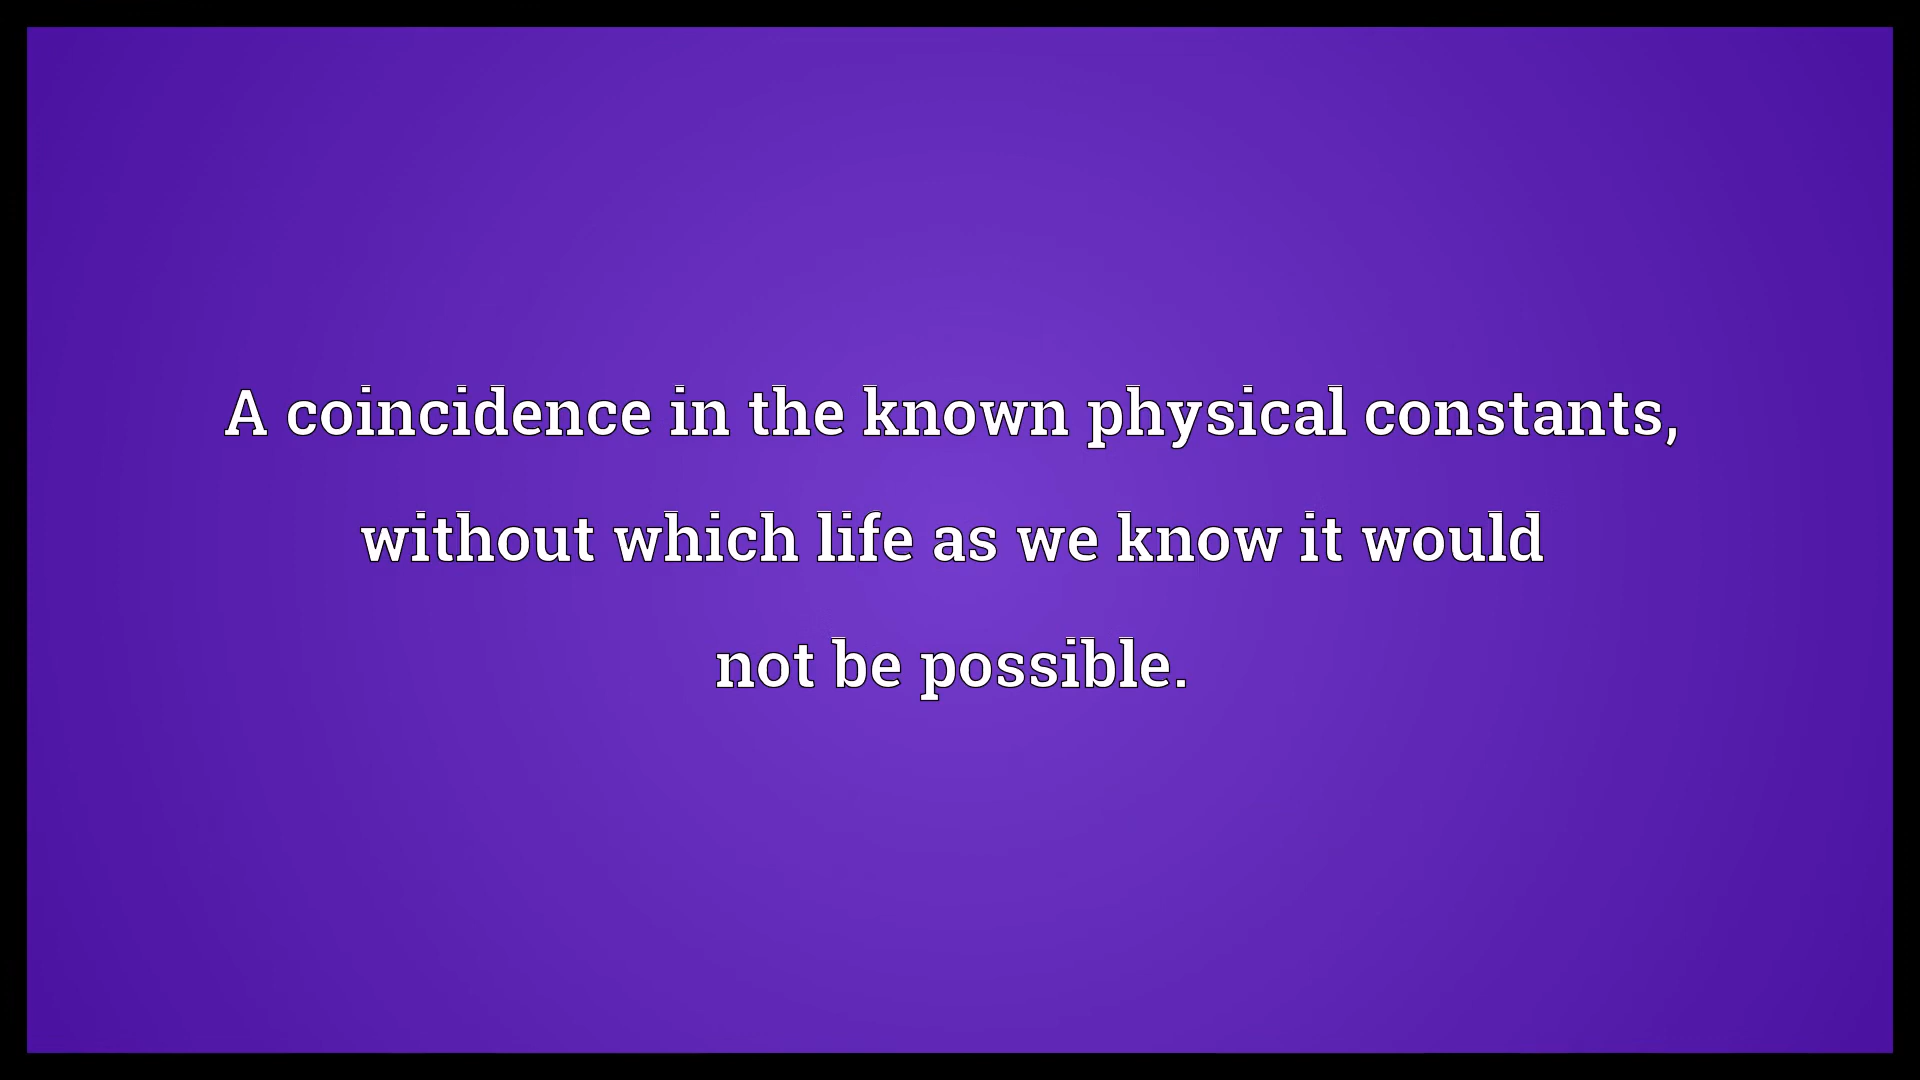 A coincidence in the known physical constants,
without which life as we know it would
not be possible.